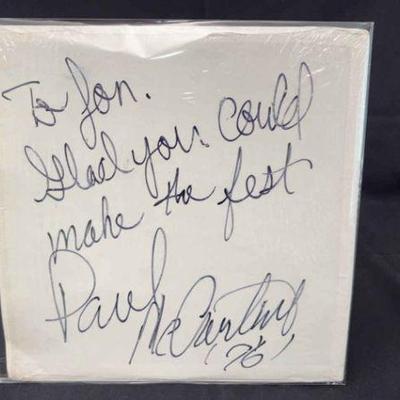 To Jon.
Glad you could
make the fest
Paul
McCartney
'76'